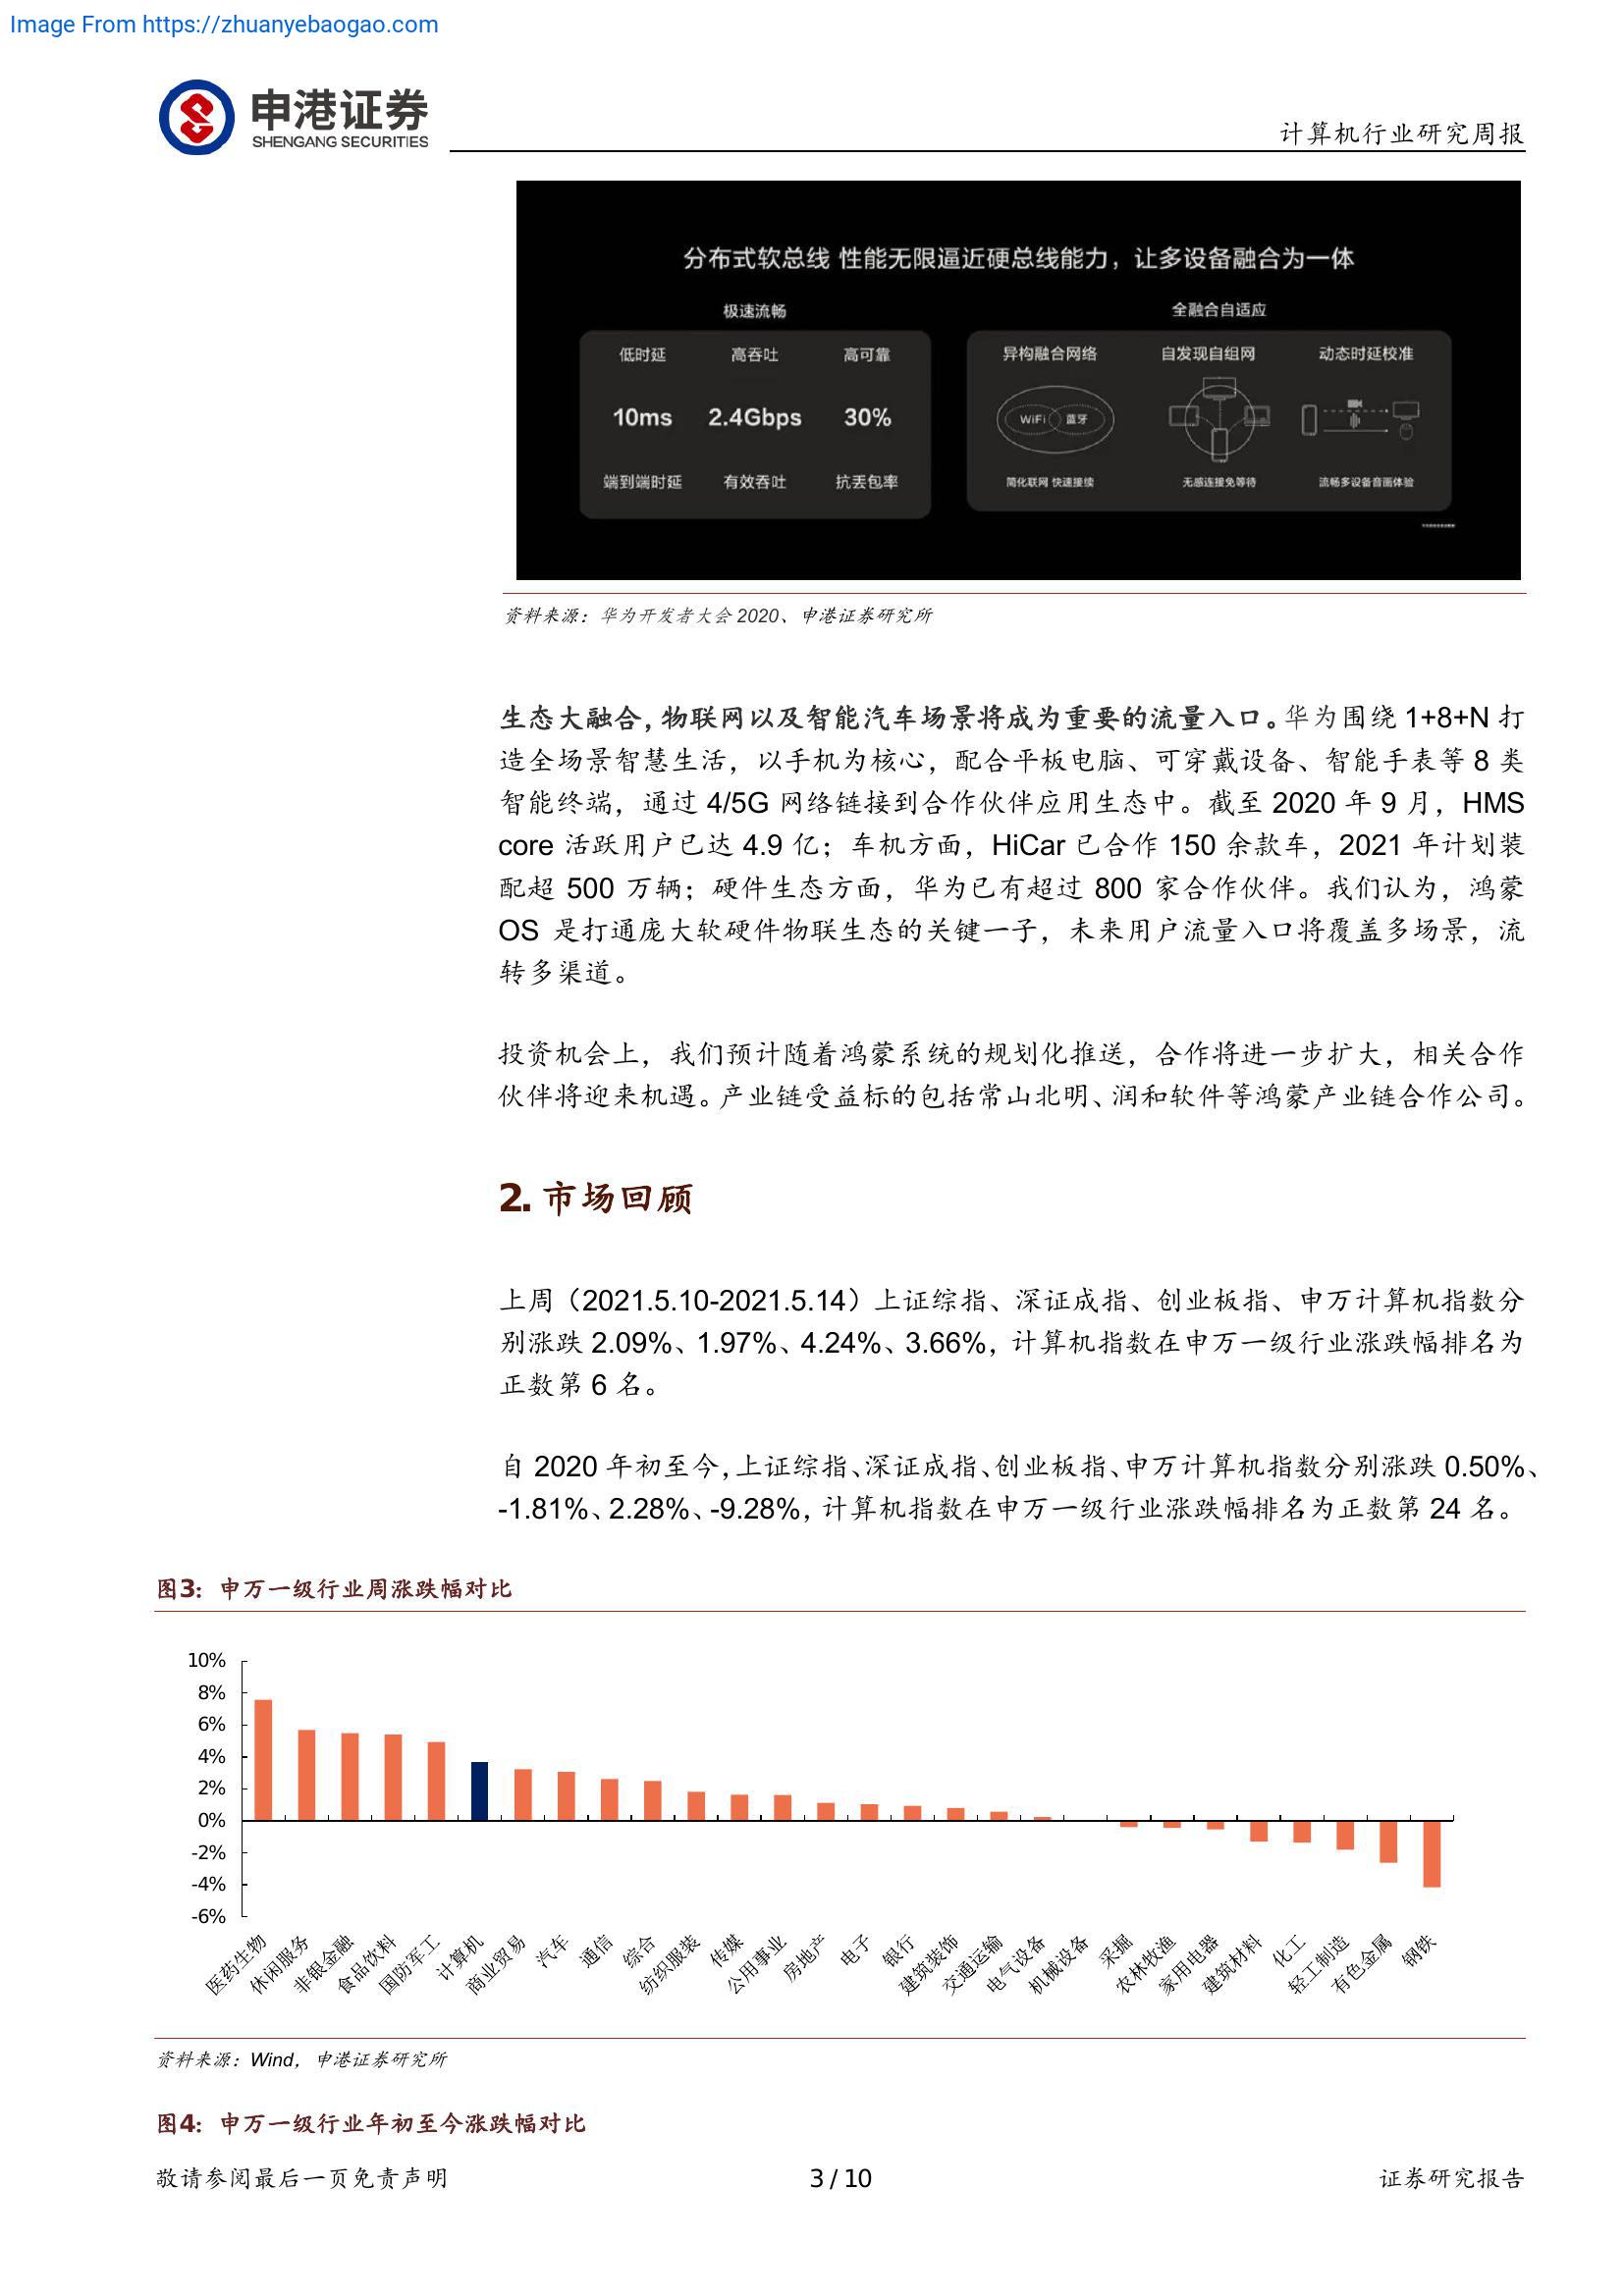 Image From https://zhuanyebaogao.com
申港证券
SHENGANG SECURITIES
计算机行业研究周报
分布式软总线 性能无限逼近硬总线能力，让多设备融合为一体
极速流畅
全融合自适应
低时延 高吞吐 高可靠
异构融合网络 自发现自组网 动态时延校准
10ms 2.4Gbps 30%
WiFi 蓝牙
端到端时延 有效吞吐 抗丢包率
简化联网 快速接续 无感连接免等待 流畅多设备音画体验
资料来源：华为开发者大会 2020、申港证券研究所
生态大融合，物联网以及智能汽车场景将成为重要的流量入口。华为围绕 1+8+N 打
造全场景智慧生活，以手机为核心，配合平板电脑、可穿戴设备、智能手表等 8 类
智能终端，通过 4/5G 网络链接到合作伙伴应用生态中。截至 2020 年 9 月，HMS
core 活跃用户已达 4.9 亿；车机方面，HiCar 已合作 150 余款车，2021 年计划装
配超 500 万辆；硬件生态方面，华为已有超过 800 家合作伙伴。我们认为，鸿蒙
OS 是打通庞大软硬件物联生态的关键一子，未来用户流量入口将覆盖多场景，流
转多渠道。
投资机会上，我们预计随着鸿蒙系统的规划化推送，合作将进一步扩大，相关合作
伙伴将迎来机遇。产业链受益标的包括常山北明、润和软件等鸿蒙产业链合作公司。
2. 市场回顾
上周（2021.5.10-2021.5.14）上证综指、深证成指、创业板指、申万计算机指数分
别涨跌 2.09%、1.97%、4.24%、3.66%，计算机指数在申万一级行业涨跌幅排名为
正数第 6 名。
自 2020 年初至今，上证综指、深证成指、创业板指、申万计算机指数分别涨跌 0.50%、
-1.81%、2.28%、-9.28%，计算机指数在申万一级行业涨跌幅排名为正数第 24 名。
图3：申万一级行业周涨跌幅对比
10%
8%
6%
4%
2%
0%
-2%
-4%
-6%
医药生物 休闲服务 非银金融 食品饮料 国防军工 计算机 商业贸易 汽车 通信 综合 纺织服装 传媒 公用事业 房地产 电子 银行 建筑装饰 交通运输 电气设备 机械设备 采掘 农林牧渔 家用电器 建筑材料 化工 轻工制造 有色金属 钢铁
资料来源：Wind，申港证券研究所
图4：申万一级行业年初至今涨跌幅对比
敬请参阅最后一页免责声明
3 / 10
证券研究报告